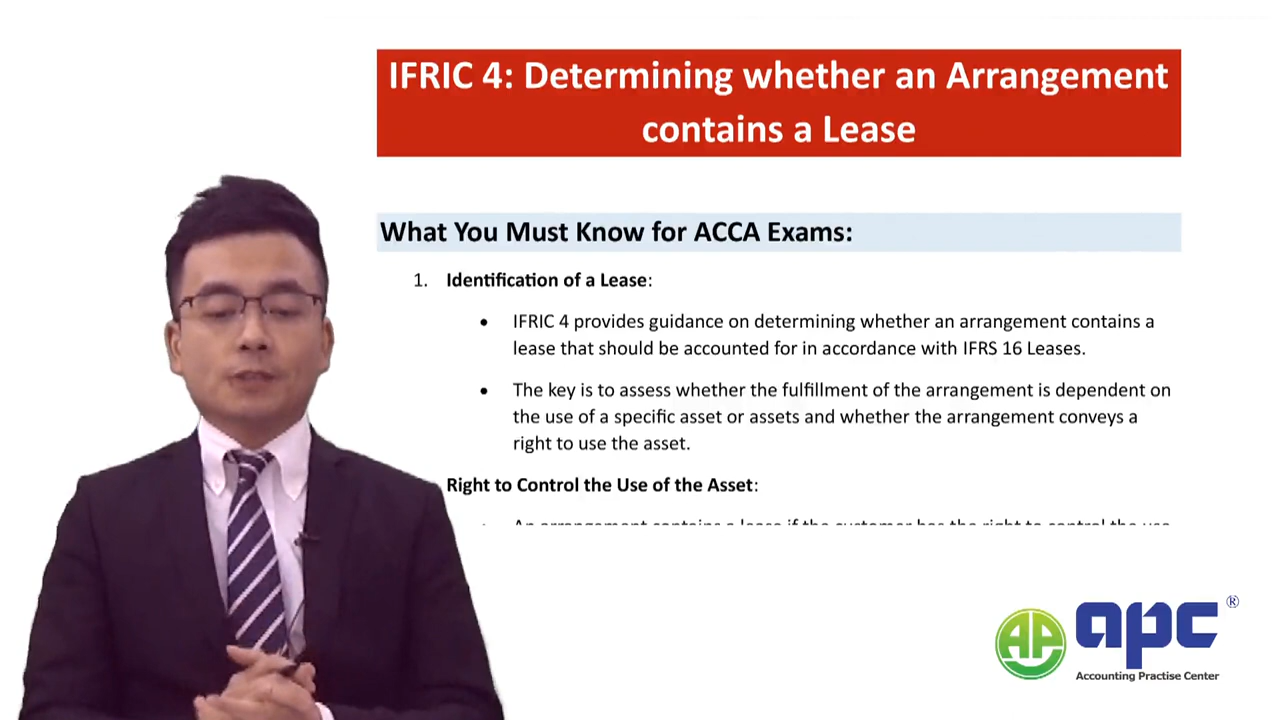 IFRIC 4: Determining whether an Arrangement
contains a Lease
What You Must Know for ACCA Exams:
1. Identification of a Lease:
• IFRIC 4 provides guidance on determining whether an arrangement contains a
lease that should be accounted for in accordance with IFRS 16 Leases.
• The key is to assess whether the fulfillment of the arrangement is dependent on
the use of a specific asset or assets and whether the arrangement conveys a
right to use the asset.
Right to Control the Use of the Asset:
An arrangement contains a lease if the customer has the right to control the use
AP
apc®
Accounting Practise Center